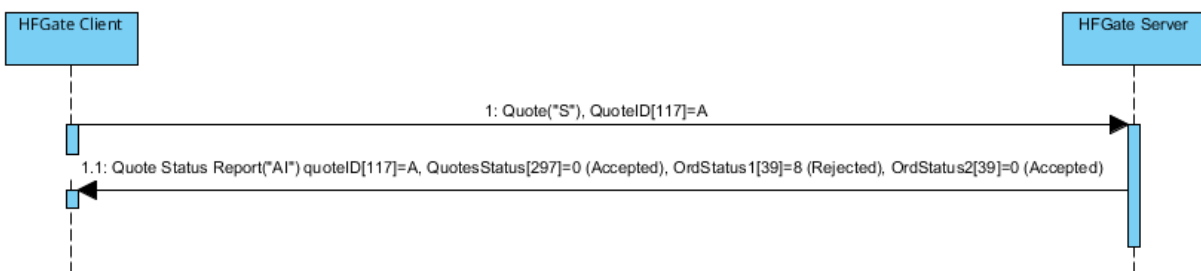 HFGate Client
HFGate Server
1: Quote("S"), QuoteID[117]=A
1.1: Quote Status Report("AI") quoteID[117]=A, QuotesStatus[297]=0 (Accepted), OrdStatus1[39]=8 (Rejected), OrdStatus2[39]=0 (Accepted)